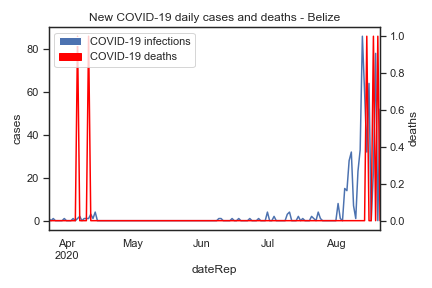 New COVID-19 daily cases and deaths - Belize
COVID-19 infections
COVID-19 deaths
80
60
40
20
0
cases
1.0
0.8
0.6
0.4
0.2
0.0
deaths
Apr
2020
May
Jun
Jul
Aug
dateRep